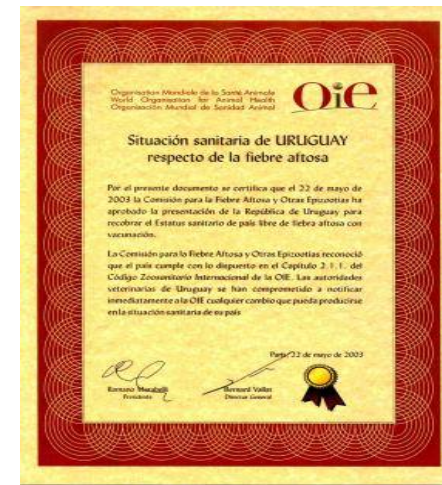 Organisation Mondiale de la Santé Animale
World Organisation for Animal Health
Organización Mundial de Sanidad Animal
Oie
Situación sanitaria de URUGUAY
respecto de la fiebre aftosa
Por el presente documento se certifica que el 22 de mayo de
2003 la Comisión para la Fiebre Aftosa y Otras Epizootias ha
aprobado la presentación de la República de Uruguay para
recobrar el Estatus sanitario de país libre de fiebra aftosa con
vacunación.
La Comisión para la Fiebre Aftosa y Otras Epizootias reconoció
que el país cumple con lo dispuesto en el Capítulo 2.1.1. del
Código Zoosanitario Internacional de la OIE. Las autoridades
veterinarias de Uruguay se han comprometido a notificar
inmediatamente a la OIE cualquier cambio que pueda producirse
en la situación sanitaria de su país
París, 22 de mayo de 2003
Romano Marabelli
Presidente
Bernard Vallat
Director General